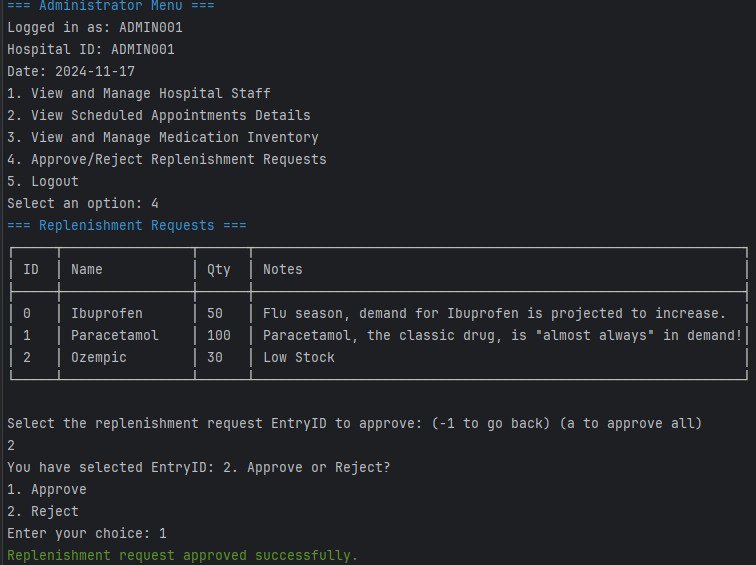 === Administrator Menu ===
Logged in as: ADMIN001
Hospital ID: ADMIN001
Date: 2024-11-17
1. View and Manage Hospital Staff
2. View Scheduled Appointments Details
3. View and Manage Medication Inventory
4. Approve/Reject Replenishment Requests
5. Logout
Select an option: 4
=== Replenishment Requests ===
ID Name Qty Notes
0 Ibuprofen 50 Flu season, demand for Ibuprofen is projected to increase.
1 Paracetamol 100 Paracetamol, the classic drug, is "almost always" in demand!
2 Ozempic 30 Low Stock
Select the replenishment request EntryID to approve: (-1 to go back) (a to approve all)
2
You have selected EntryID: 2. Approve or Reject?
1. Approve
2. Reject
Enter your choice: 1
Replenishment request approved successfully.